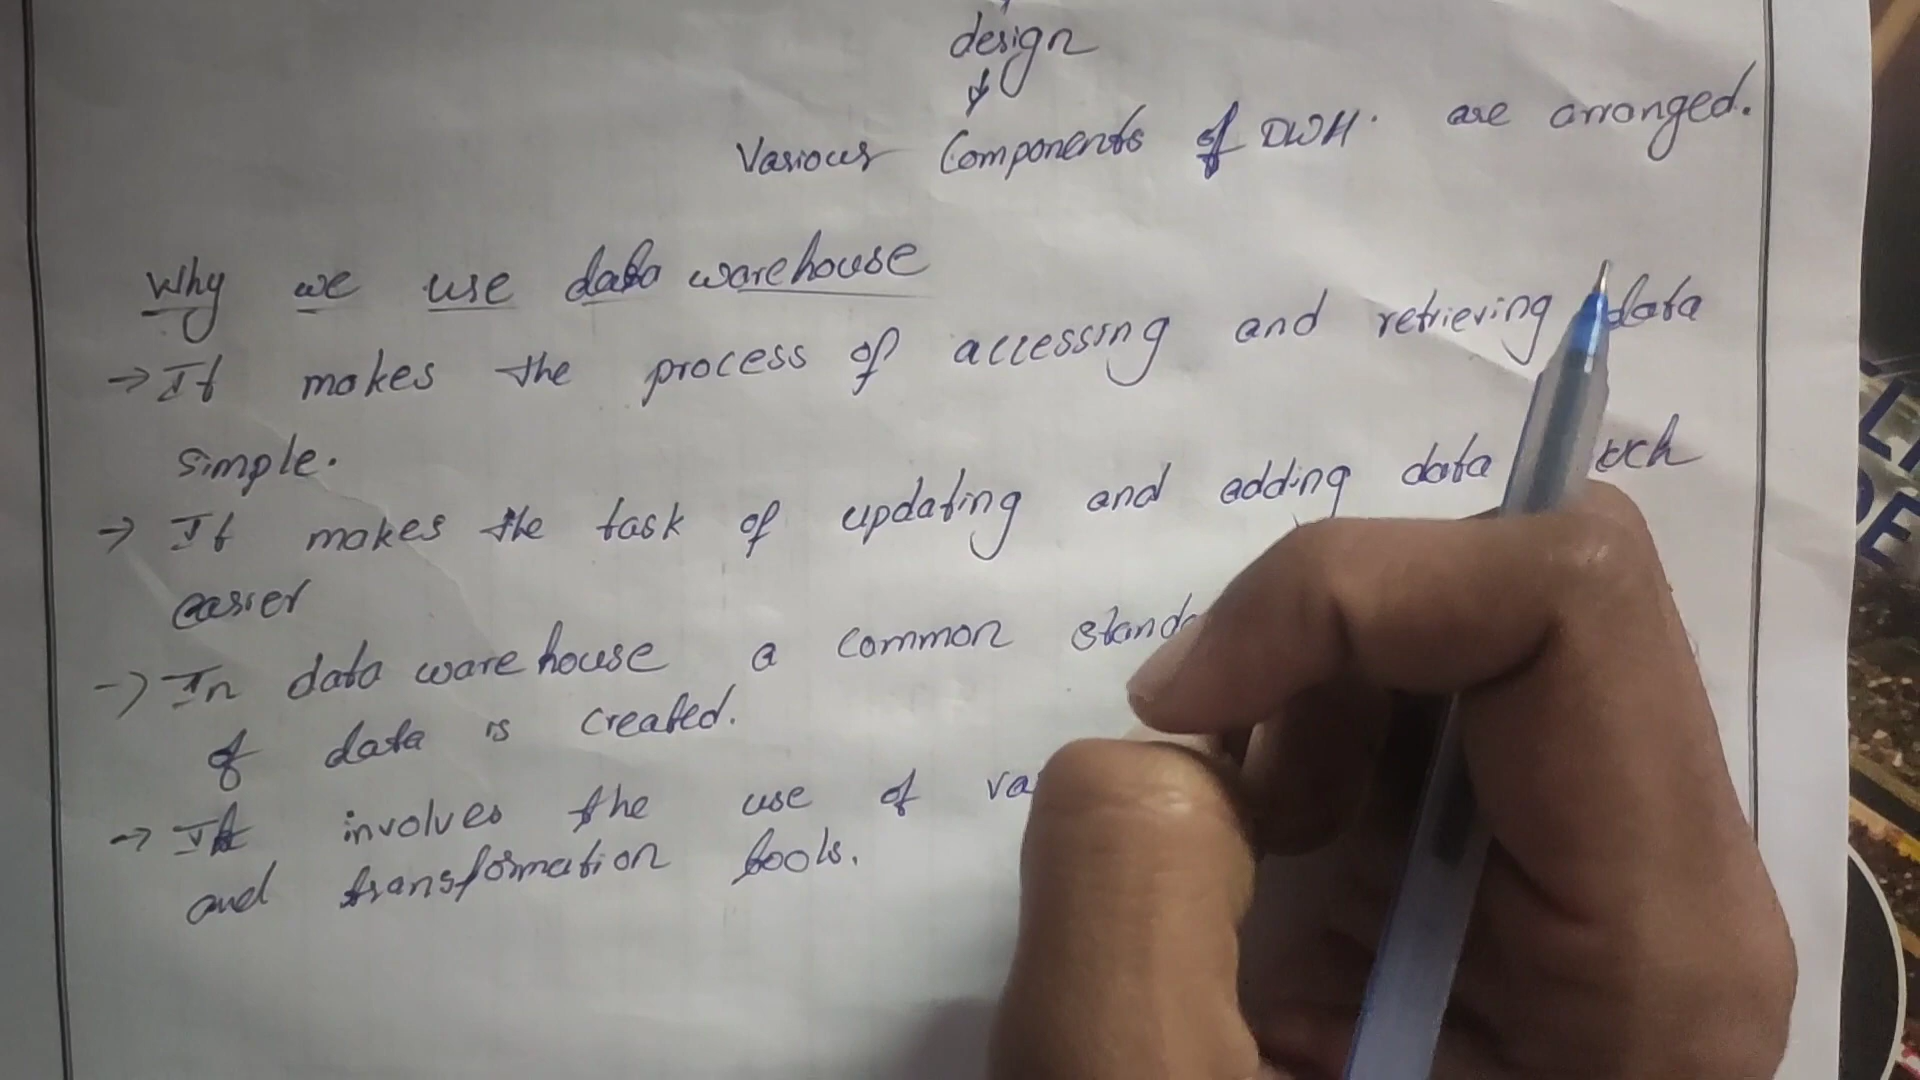 design
Various Components of DWH. are arranged.
Why we use data warehouse
→ It makes the process of accessing and retrieving data
simple.
→ It makes the task of updating and adding data
easier
→ In data warehouse a common
of data is created.
→ It involves the use of
and transformation tools.